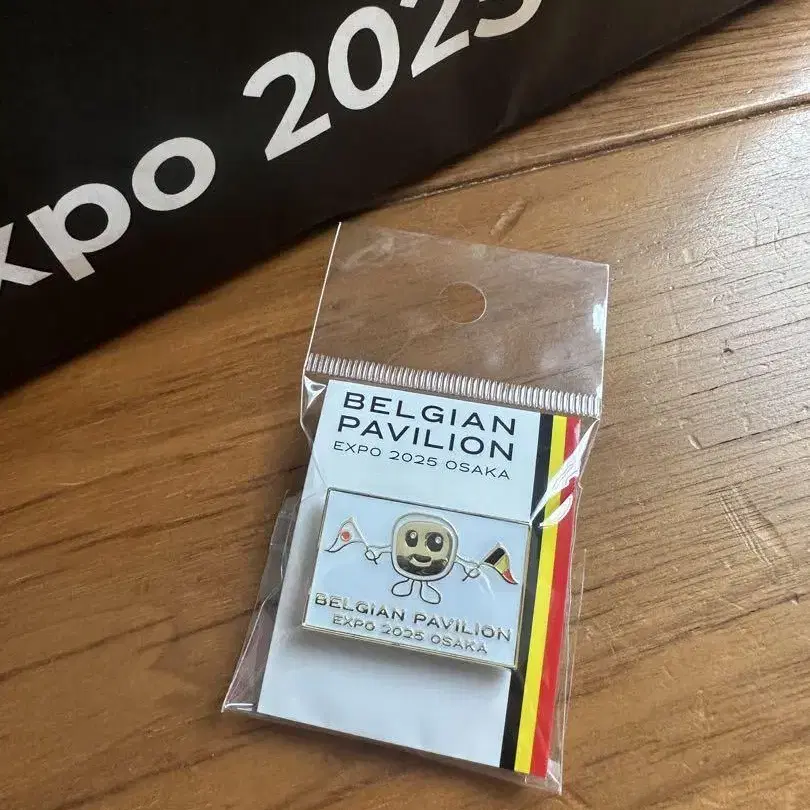 xpo 2025
BELGIAN
PAVILION
EXPO 2025 OSAKA
BELGIAN PAVILION
EXPO 2025 OSAKA